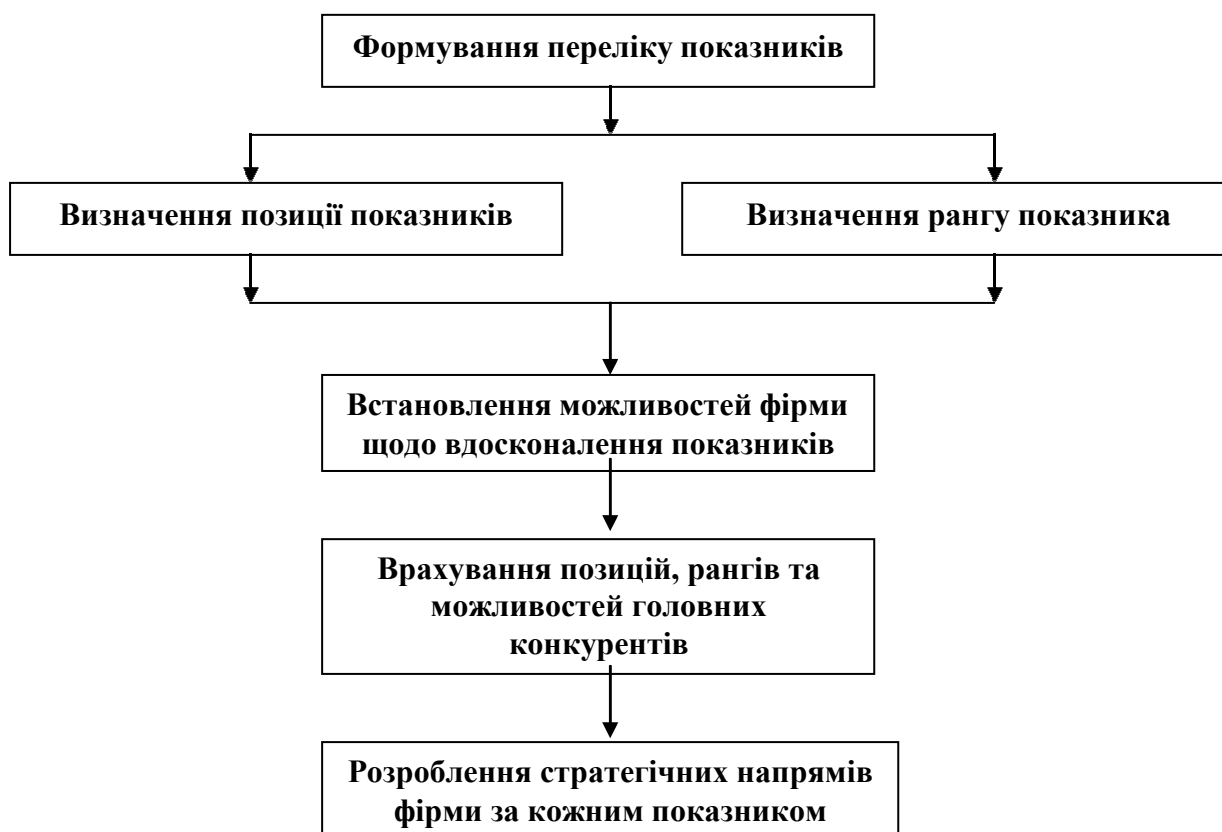 Формування переліку показників
Визначення позиції показників
Визначення рангу показника
Встановлення можливостей фірми
щодо вдосконалення показників
Врахування позицій, рангів та
можливостей головних
конкурентів
Розроблення стратегічних напрямів
фірми за кожним показником